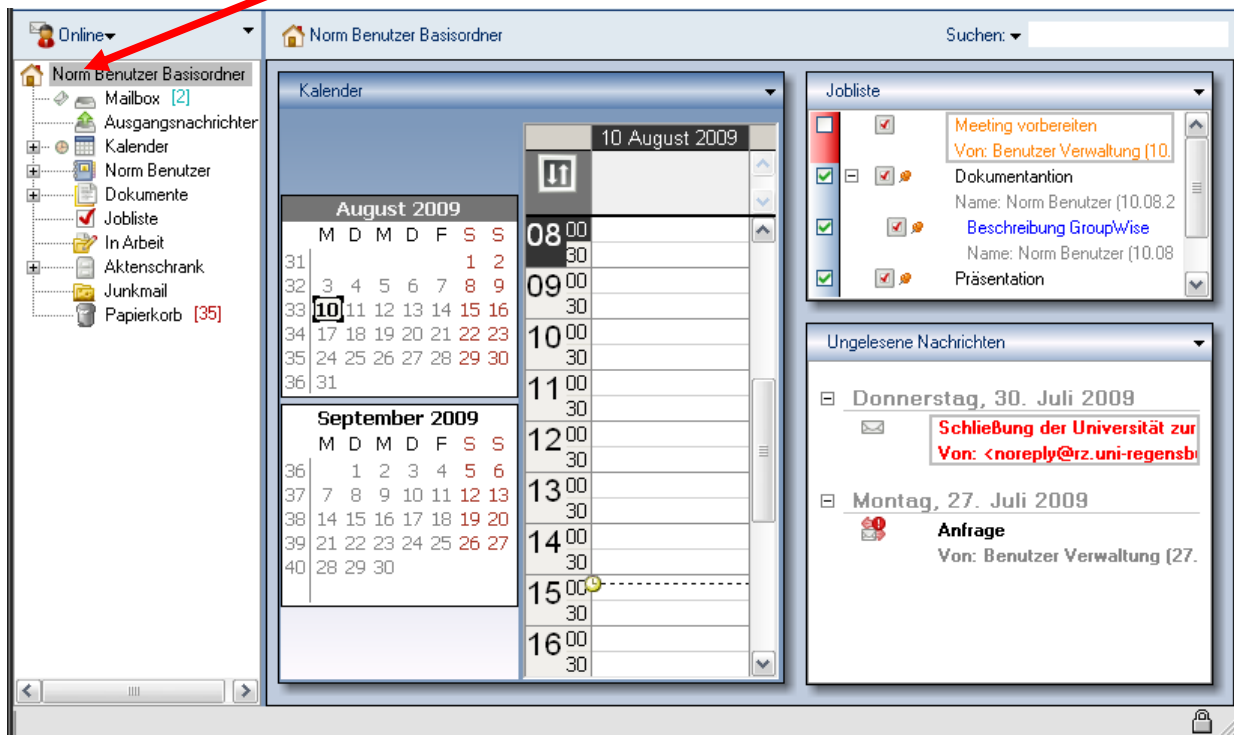 Online
Norm Benutzer Basisordner
Suchen:
Norm Benutzer Basisordner
Mailbox [2]
Ausgangsnachrichter
Kalender
Norm Benutzer
Dokumente
Jobliste
In Arbeit
Aktenschrank
Junkmail
Papierkorb [35]
Kalender
August 2009
M D M D F S S
31 1 2
32 3 4 5 6 7 8 9
33 10 11 12 13 14 15 16
34 17 18 19 20 21 22 23
35 24 25 26 27 28 29 30
36 31
September 2009
M D M D F S S
36 1 2 3 4 5 6
37 7 8 9 10 11 12 13
38 14 15 16 17 18 19 20
39 21 22 23 24 25 26 27
40 28 29 30
10 August 2009
08 00
30
09 00
30
10 00
30
11 00
30
12 00
30
13 00
30
14 00
30
15 00
30
16 00
30
Jobliste
Meeting vorbereiten
Von: Benutzer Verwaltung (10.
Dokumentantion
Name: Norm Benutzer (10.08.2
Beschreibung GroupWise
Name: Norm Benutzer (10.08
Präsentation
Ungelesene Nachrichten
Donnerstag, 30. Juli 2009
Schließung der Universität zur
Von: <noreply@rz.uni-regensb
Montag, 27. Juli 2009
Anfrage
Von: Benutzer Verwaltung (27.